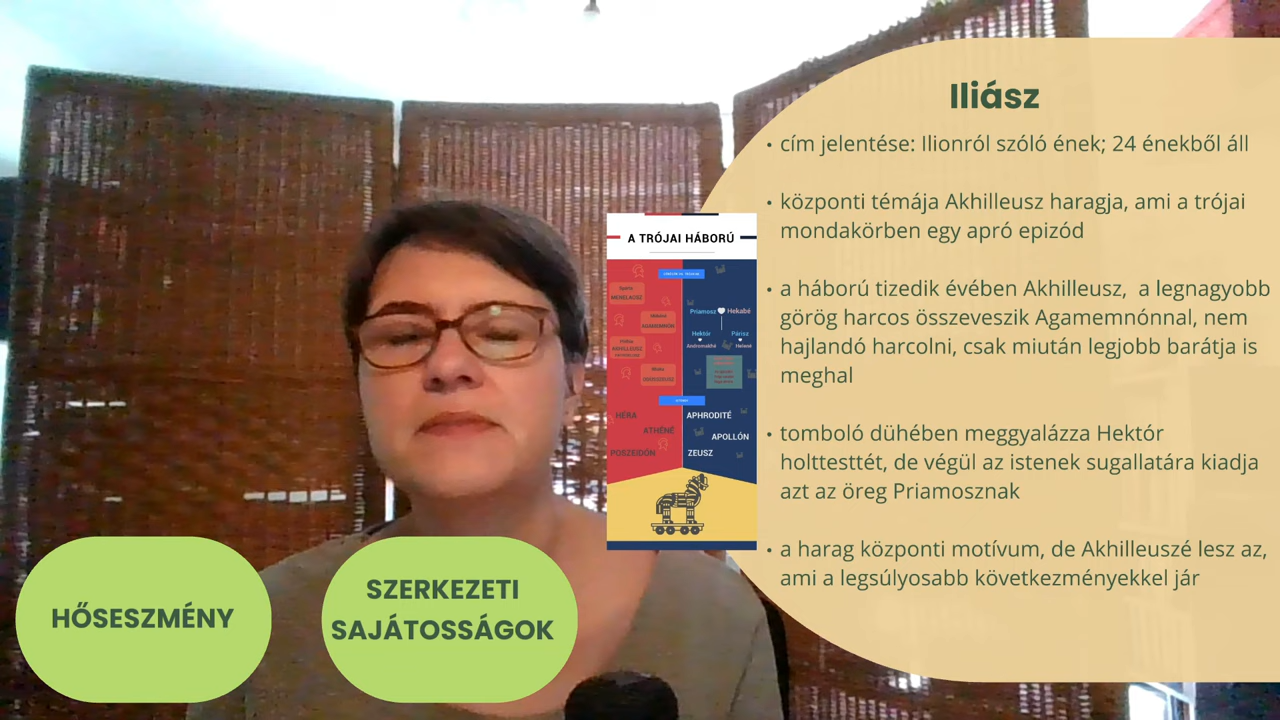 Iliász
• cím jelentése: Ilionról szóló ének; 24 énekből áll
• központi témája Akhilleusz haragja, ami a trójai
mondakörben egy apró epizód
• a háború tizedik évében Akhilleusz, a legnagyobb
görög harcos összeveszik Agamemnónnal, nem
hajlandó harcolni, csak miután legjobb barátja is
meghal
• tomboló dühében meggyalázza Hektór
holttesttét, de végül az istenek sugallatára kiadja
azt az öreg Priamosznak
• a harag központi motívum, de Akhilleuszé lesz az,
ami a legsúlyosabb következményekkel jár
A TRÓJAI HÁBORÚ
Spárta
MENELAOSZ
AGAMEMNÓN
AKHILLEUSZ
Priamosz Hekabé
Hektór Párisz
Andromakhé Helené
HÉRA
ATHÉNÉ
POSZEIDÓN
APHRODITÉ
APOLLÓN
ZEUSZ
HŐSESZMÉNY
SZERKEZETI
SAJÁTOSSÁGOK